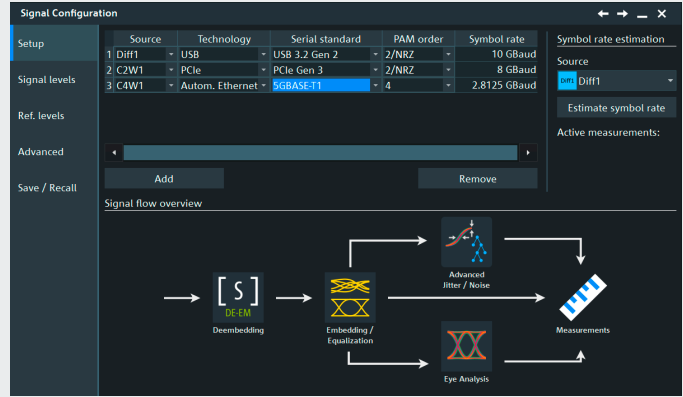 Signal Configuration
Setup
Signal levels
Ref. levels
Advanced
Save / Recall
Source Technology Serial standard PAM order Symbol rate
1 Diff1 USB USB 3.2 Gen 2 2/NRZ 10 GBaud
2 C2W1 PCIe PCIe Gen 3 2/NRZ 8 GBaud
3 C4W1 Autom. Ethernet 5GBASE-T1 4 2.8125 GBaud
Add Remove
Symbol rate estimation
Source
Diff1 Diff1
Estimate symbol rate
Active measurements:
Signal flow overview
[ S ]
DE-EM
Deembedding
Embedding /
Equalization
Advanced
Jitter / Noise
Eye Analysis
Measurements